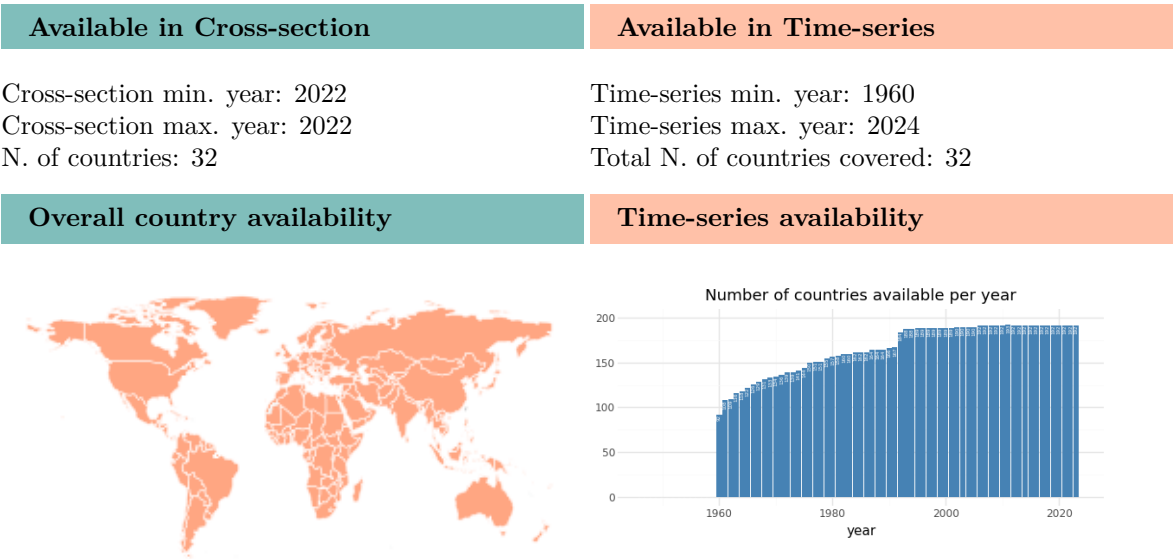 Available in Cross-section
Available in Time-series
Cross-section min. year: 2022
Cross-section max. year: 2022
N. of countries: 32
Time-series min. year: 1960
Time-series max. year: 2024
Total N. of countries covered: 32
Overall country availability
Time-series availability
Number of countries available per year
200
150
100
50
0
1960 1980 2000 2020
year